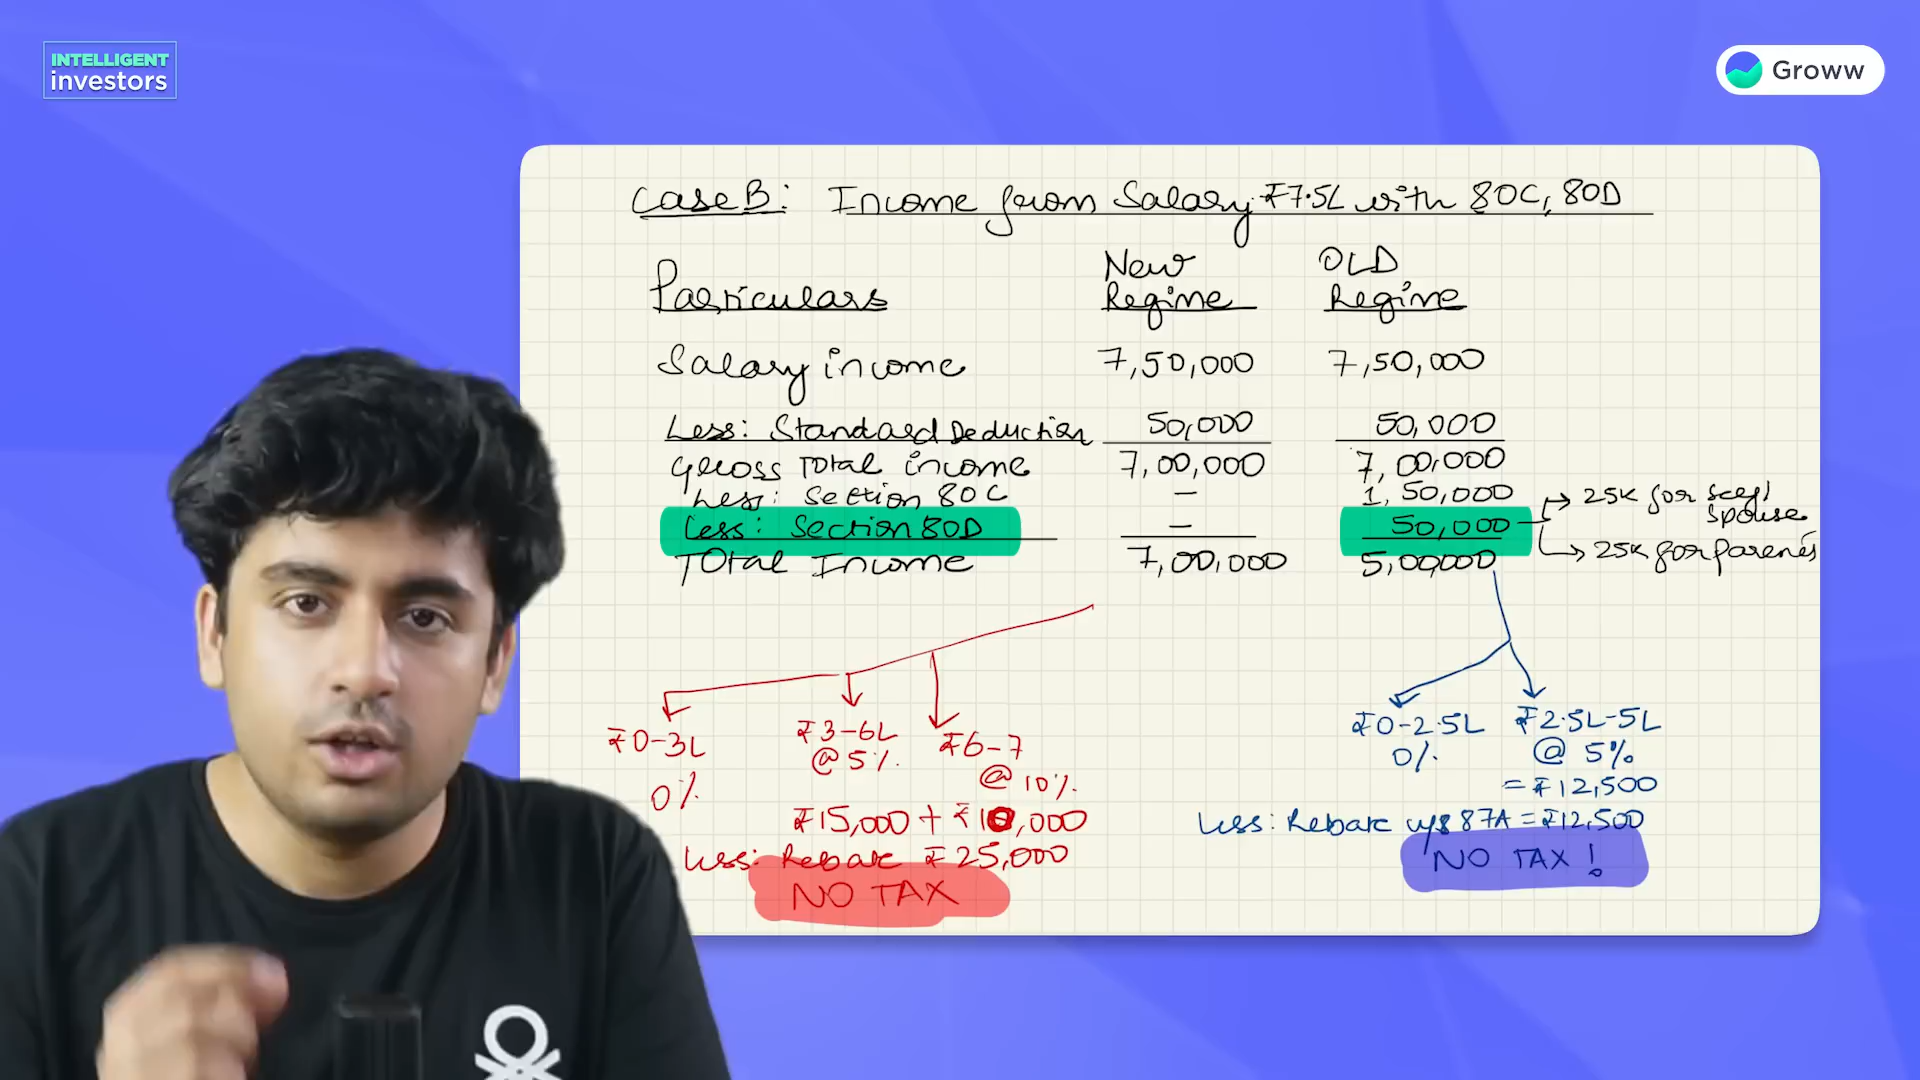 INTELLIGENT
investors
Groww
Case B: Income from Salary ₹7.5L with 80C, 80D
Particulars New Regime OLD Regime
Salary income 7,50,000 7,50,000
Less: Standard Deduction 50,000 50,000
Gross Total income 7,00,000 7,00,000
Less: Section 80C — 1,50,000
Less: Section 80D — 50,000
→ 25K for self/ spouse
→ 25K for parents
Total Income 7,00,000 5,00,000
₹0-3L
0%
₹3-6L
@ 5%
₹6-7
@ 10%
₹15,000 + ₹10,000
Less: Rebate ₹25,000
NO TAX
₹0-2.5L
0%
₹2.5L-5L
@ 5%
= ₹12,500
Less: Rebate u/s 87A = ₹12,500
NO TAX!